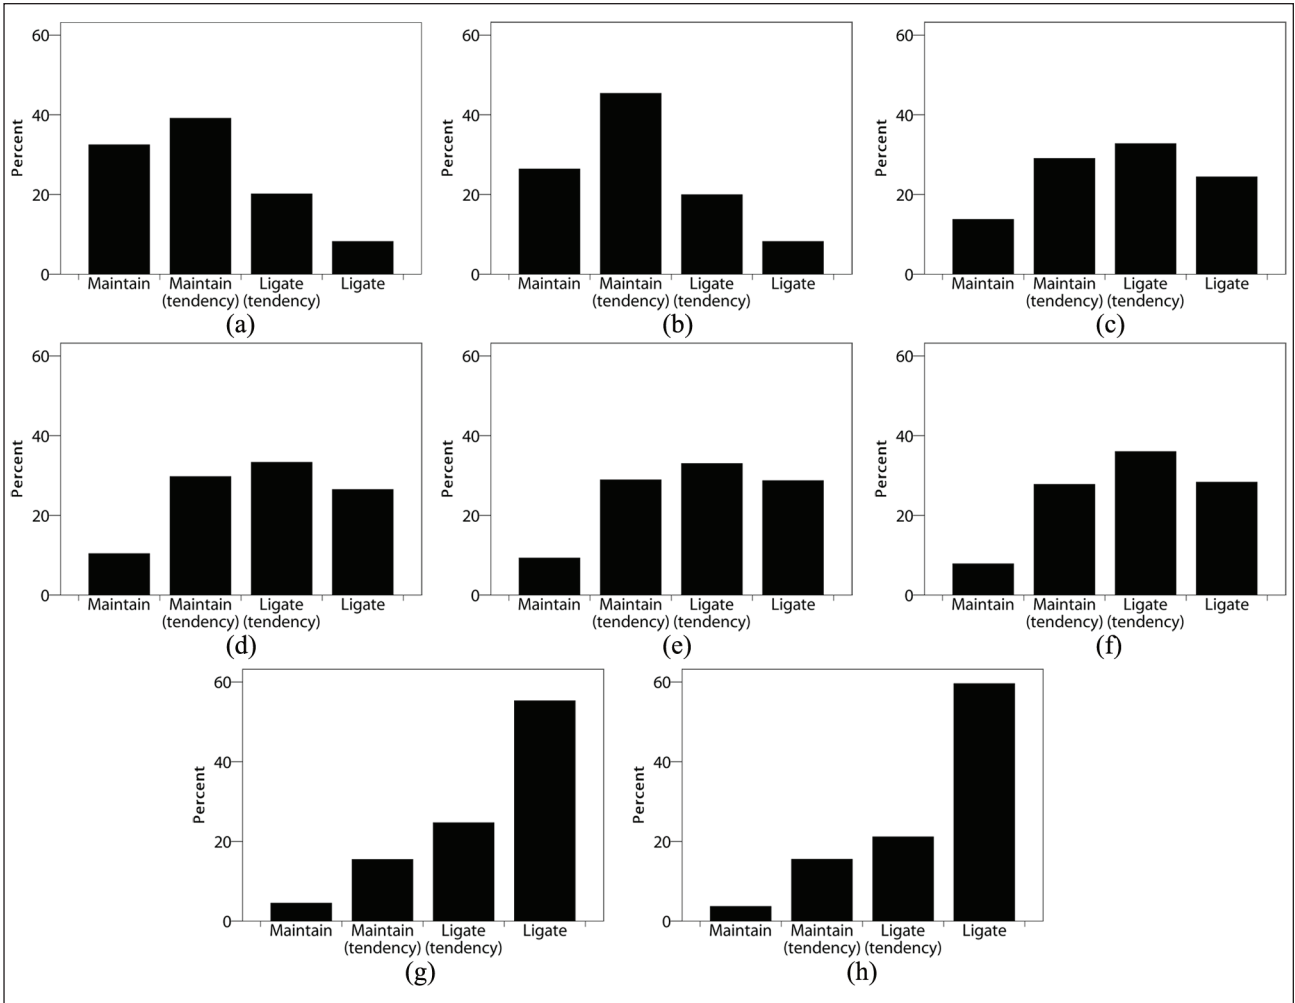 60
40
20
0
Percent
Maintain Maintain Ligate Ligate
(tendency) (tendency)
(a)
60
40
20
0
Percent
Maintain Maintain Ligate Ligate
(tendency) (tendency)
(b)
60
40
20
0
Percent
Maintain Maintain Ligate Ligate
(tendency) (tendency)
(c)
60
40
20
0
Percent
Maintain Maintain Ligate Ligate
(tendency) (tendency)
(d)
60
40
20
0
Percent
Maintain Maintain Ligate Ligate
(tendency) (tendency)
(e)
60
40
20
0
Percent
Maintain Maintain Ligate Ligate
(tendency) (tendency)
(f)
60
40
20
0
Percent
Maintain Maintain Ligate Ligate
(tendency) (tendency)
(g)
60
40
20
0
Percent
Maintain Maintain Ligate Ligate
(tendency) (tendency)
(h)